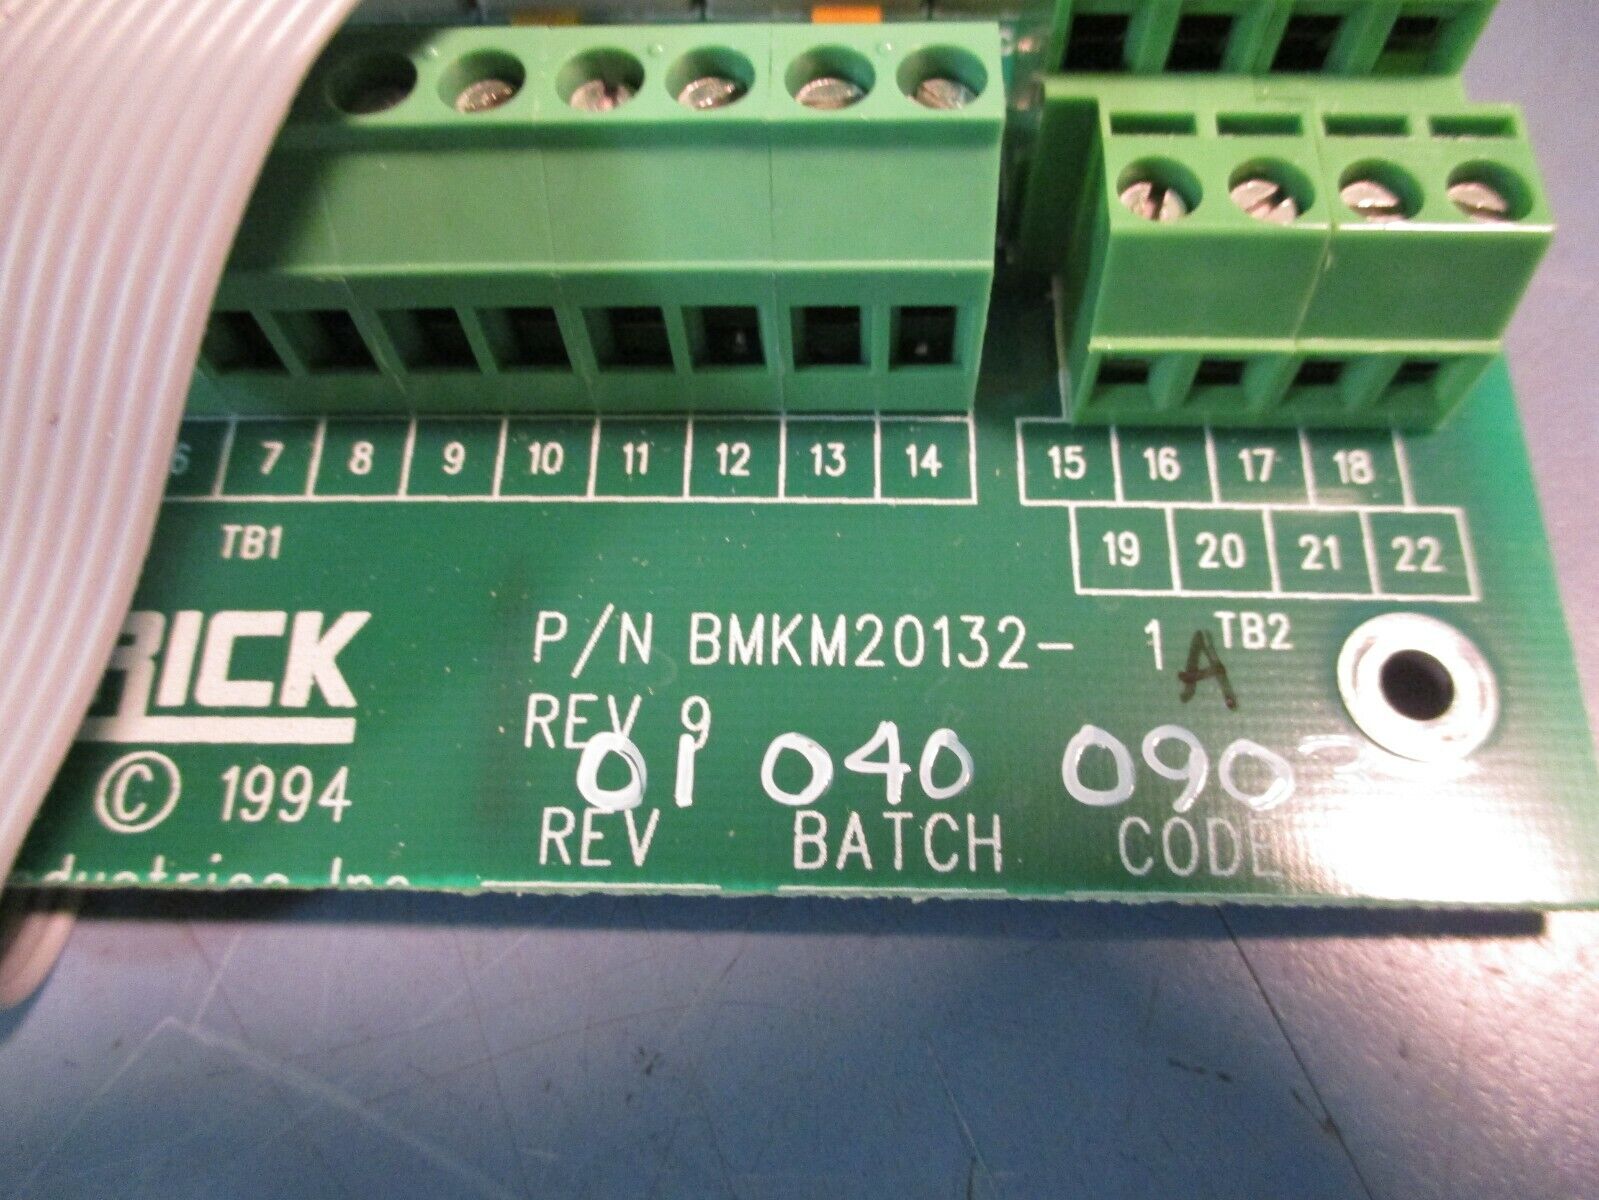 6 7 8 9 10 11 12 13 14 15 16 17 18
19 20 21 22
TB1
TB2
RICK
P/N BMKM20132- 1 A
REV 9
© 1994
01 040 090
REV BATCH CODE